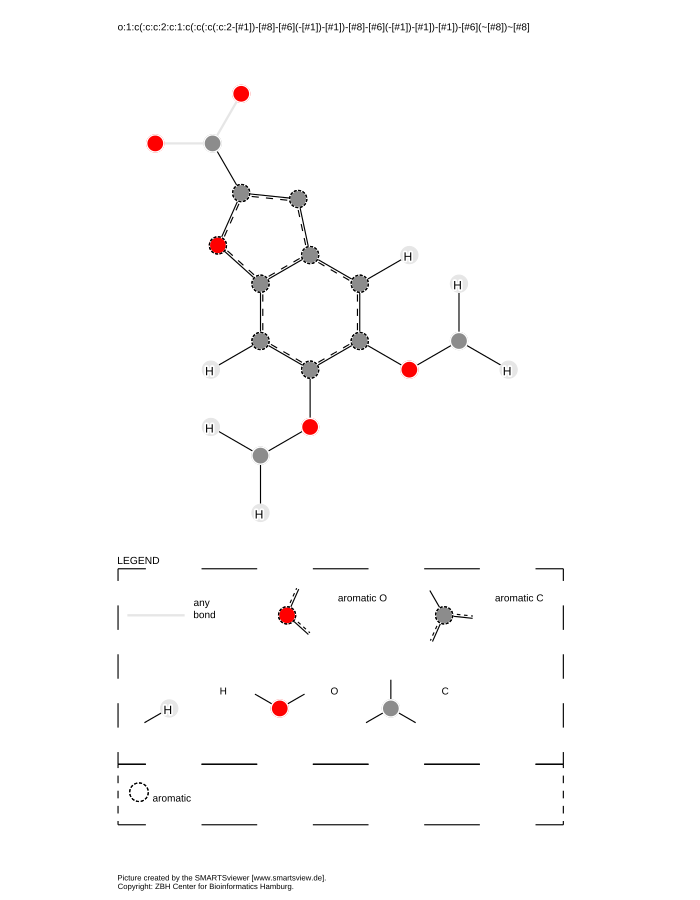 o:1:c(:c:c:2:c:1:c(:c(:c(:c:2-[#1])-[#8]-[#6](-[#1])-[#1])-[#8]-[#6](-[#1])-[#1])-[#1])-[#6](~[#8])~[#8]
H
H
H
H
H
H
LEGEND
any
bond
aromatic O
aromatic C
H
H
O
C
aromatic
Picture created by the SMARTSviewer [www.smartsview.de].
Copyright: ZBH Center for Bioinformatics Hamburg.